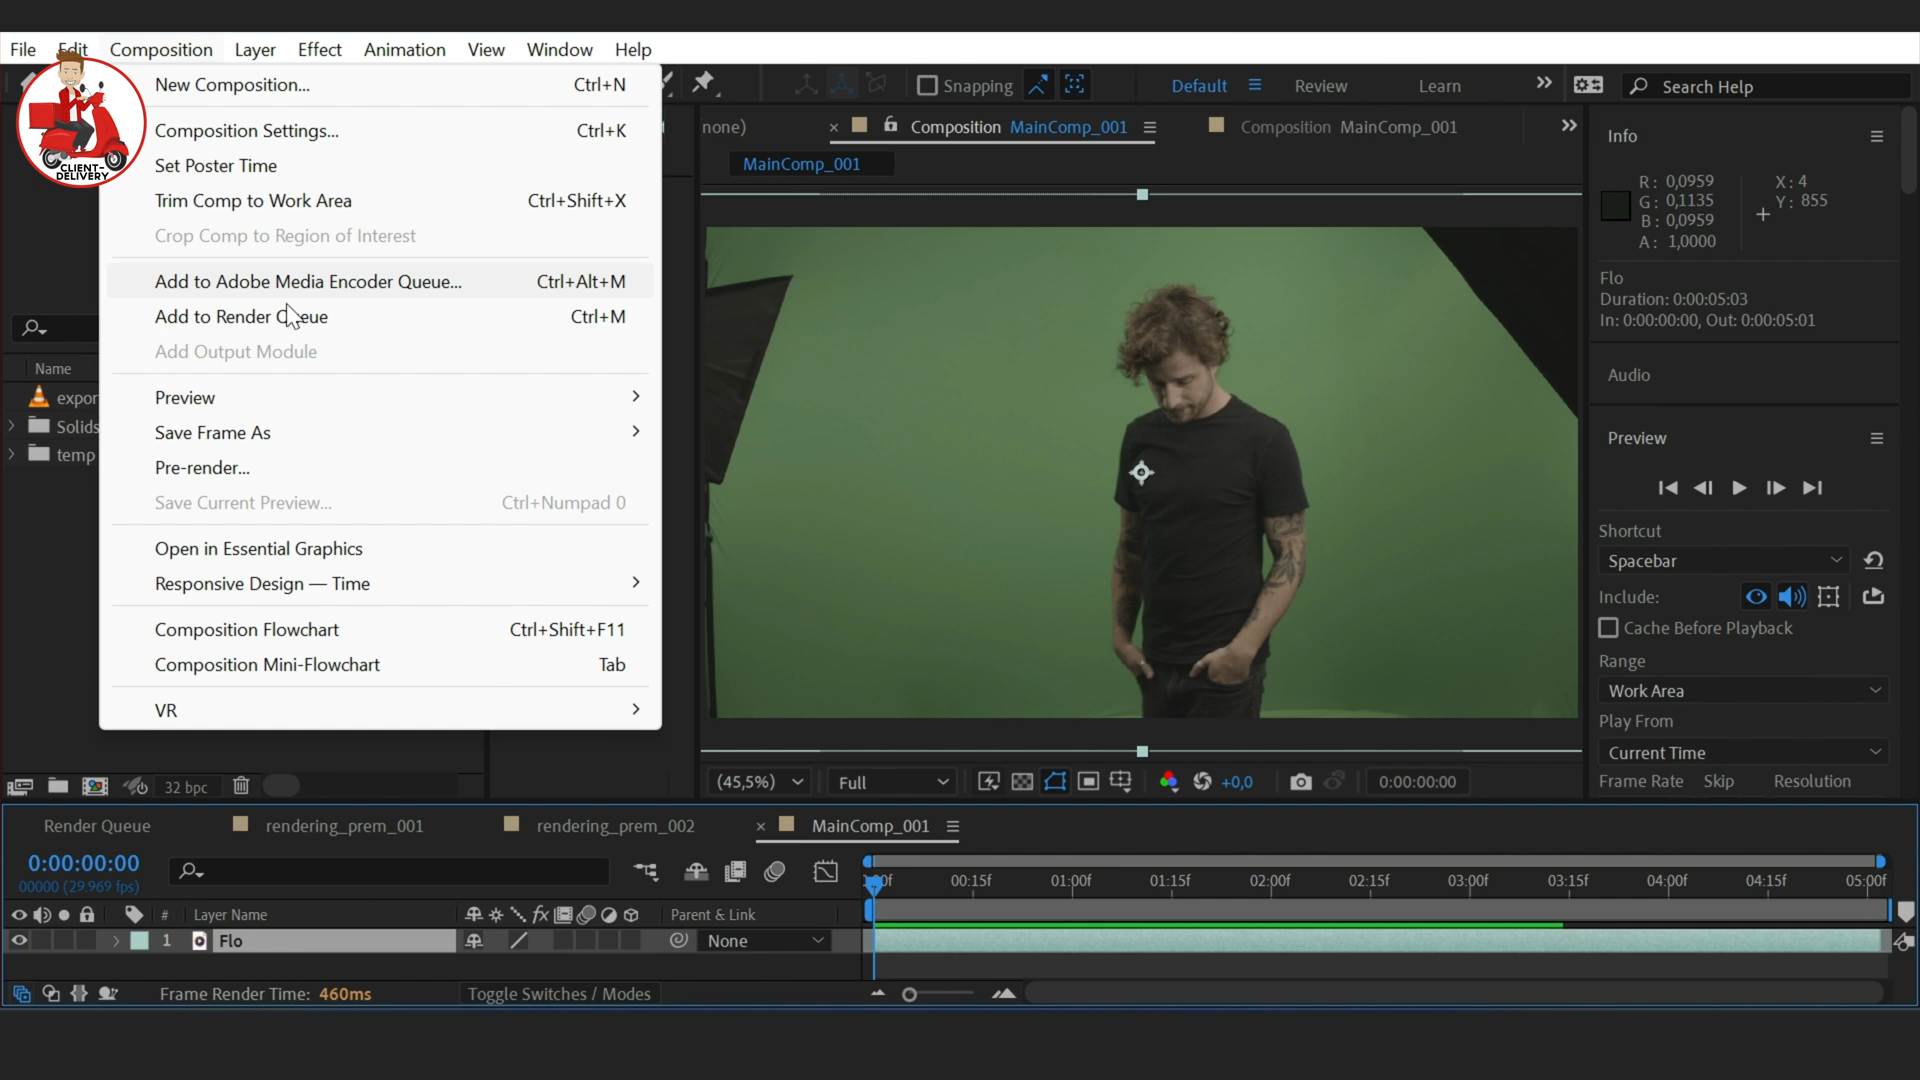 File Edit Composition Layer Effect Animation View Window Help
CLIENT-
DELIVERY
New Composition... Ctrl+N
Composition Settings... Ctrl+K
Set Poster Time
Trim Comp to Work Area Ctrl+Shift+X
Crop Comp to Region of Interest
Add to Adobe Media Encoder Queue... Ctrl+Alt+M
Add to Render Queue Ctrl+M
Add Output Module
Preview
Save Frame As
Pre-render...
Save Current Preview... Ctrl+Numpad 0
Open in Essential Graphics
Responsive Design — Time
Composition Flowchart Ctrl+Shift+F11
Composition Mini-Flowchart Tab
VR
Snapping Default Review Learn Search Help
none) Composition MainComp_001 Composition MainComp_001
MainComp_001
Info
R: 0,0959 X: 4
G: 0,1135 Y: 855
B: 0,0959
A: 1,0000
Flo
Duration: 0:00:05:03
In: 0:00:00:00, Out: 0:00:05:01
Audio
Preview
Shortcut
Spacebar
Include:
Cache Before Playback
Range
Work Area
Play From
Current Time
Frame Rate Skip Resolution
Name
expor
Solids
temp
32 bpc
(45,5%) Full +0,0 0:00:00:00
Render Queue rendering_prem_001 rendering_prem_002 MainComp_001
0:00:00:00
00000 (29.969 fps)
00f 00:15f 01:00f 01:15f 02:00f 02:15f 03:00f 03:15f 04:00f 04:15f 05:00f
# Layer Name fx Parent & Link
1 Flo None
Frame Render Time: 460ms Toggle Switches / Modes